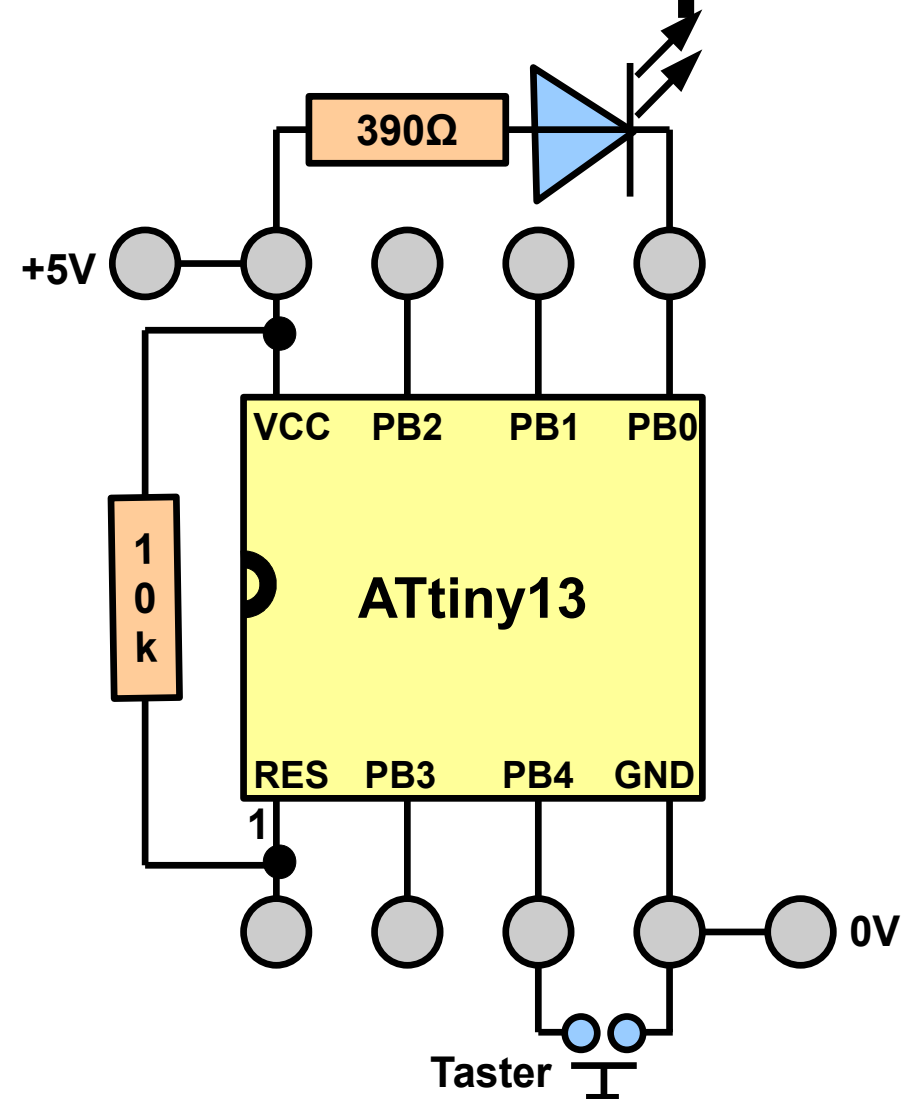 390Ω
+5V
VCC PB2 PB1 PB0
1
0
k
ATtiny13
RES PB3 PB4 GND
1
0V
Taster